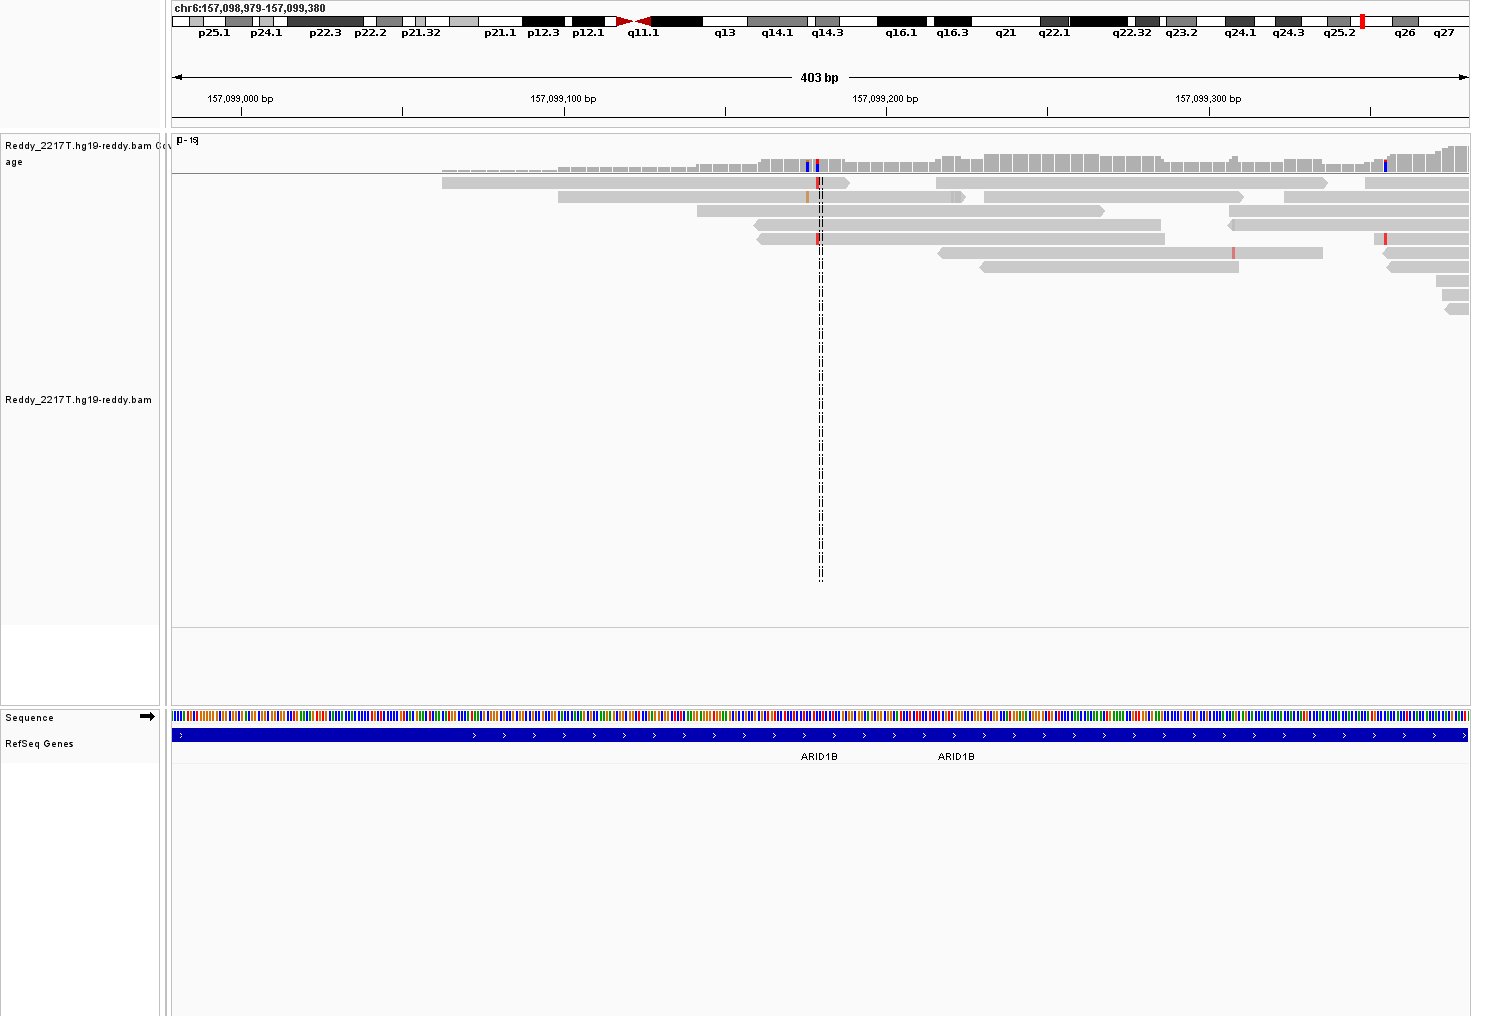 chr6:157,098,979-157,099,380
p25.1 p24.1 p22.3 p22.2 p21.32 p21.1 p12.3 p12.1 q11.1 q13 q14.1 q14.3 q16.1 q16.3 q21 q22.1 q22.32 q23.2 q24.1 q24.3 q25.2 q26 q27
403 bp
157,099,000 bp 157,099,100 bp 157,099,200 bp 157,099,300 bp
Reddy_2217T.hg19-reddy.bam Cov
age
[0 - 19]
Reddy_2217T.hg19-reddy.bam
Sequence
RefSeq Genes
ARID1B ARID1B